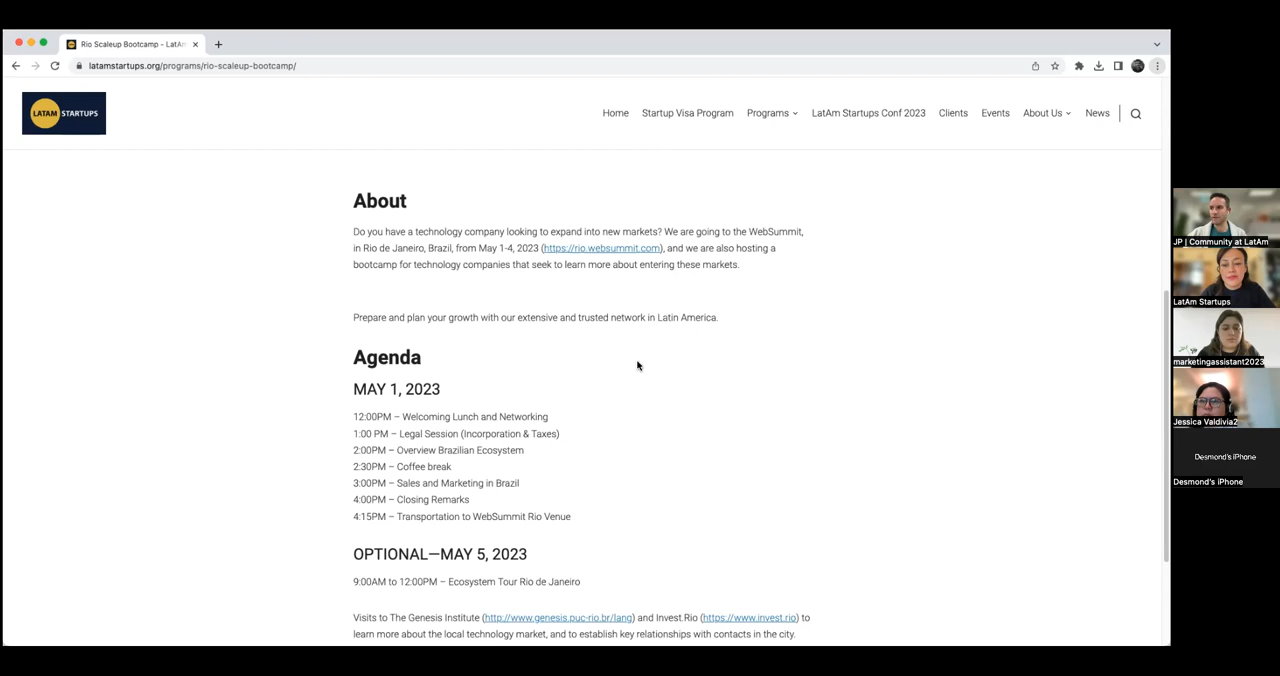 Rio Scaleup Bootcamp - LatAm
latamstartups.org/programs/rio-scaleup-bootcamp/
LATAM STARTUPS
Home Startup Visa Program Programs LatAm Startups Conf 2023 Clients Events About Us News
About
Do you have a technology company looking to expand into new markets? We are going to the WebSummit,
in Rio de Janeiro, Brazil, from May 1-4, 2023 (https://rio.websummit.com), and we are also hosting a
bootcamp for technology companies that seek to learn more about entering these markets.
Prepare and plan your growth with our extensive and trusted network in Latin America.
Agenda
MAY 1, 2023
12:00PM – Welcoming Lunch and Networking
1:00 PM – Legal Session (Incorporation & Taxes)
2:00PM – Overview Brazilian Ecosystem
2:30PM – Coffee break
3:00PM – Sales and Marketing in Brazil
4:00PM – Closing Remarks
4:15PM – Transportation to WebSummit Rio Venue
OPTIONAL—MAY 5, 2023
9:00AM to 12:00PM – Ecosystem Tour Rio de Janeiro
Visits to The Genesis Institute (http://www.genesis.puc-rio.br/lang) and Invest.Rio (https://www.invest.rio) to
learn more about the local technology market, and to establish key relationships with contacts in the city.
JP | Community at LatAm
LatAm Startups
marketingassistant2023
Jessica Valdivia2
Desmond's iPhone
Desmond's iPhone